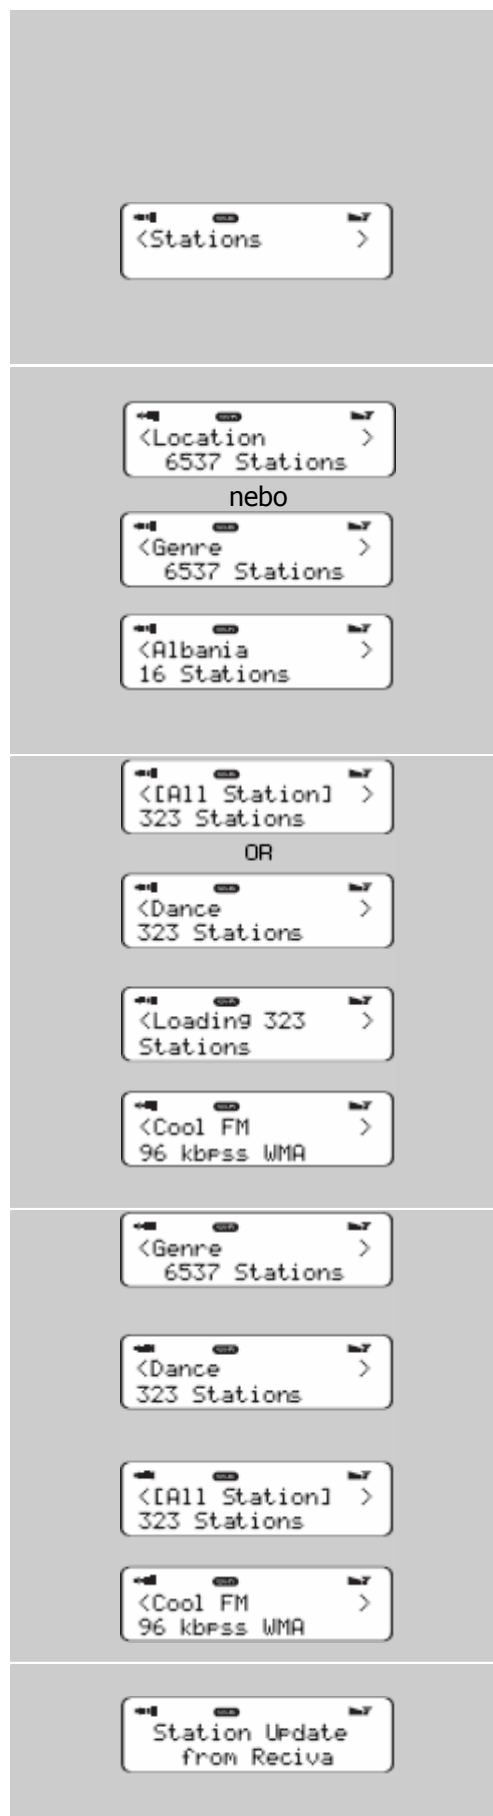 <Stations >
<Location >
6537 Stations
nebo
<Genre >
6537 Stations
<Albania >
16 Stations
<[All Station] >
323 Stations
OR
<Dance >
323 Stations
<Loading 323 >
Stations
<Cool FM >
96 kbpss WMA
<Genre >
6537 Stations
<Dance >
323 Stations
<[All Station] >
323 Stations
<Cool FM >
96 kbpss WMA
Station Update
from Reciva